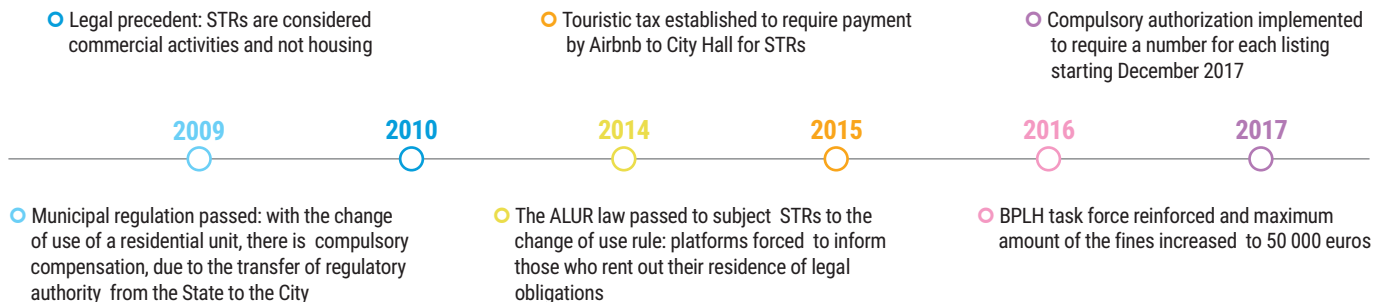 Legal precedent: STRs are considered
commercial activities and not housing
Touristic tax established to require payment
by Airbnb to City Hall for STRs
Compulsory authorization implemented
to require a number for each listing
starting December 2017
2009
2010
2014
2015
2016
2017
Municipal regulation passed: with the change
of use of a residential unit, there is compulsory
compensation, due to the transfer of regulatory
authority from the State to the City
The ALUR law passed to subject STRs to the
change of use rule: platforms forced to inform
those who rent out their residence of legal
obligations
BPLH task force reinforced and maximum
amount of the fines increased to 50 000 euros